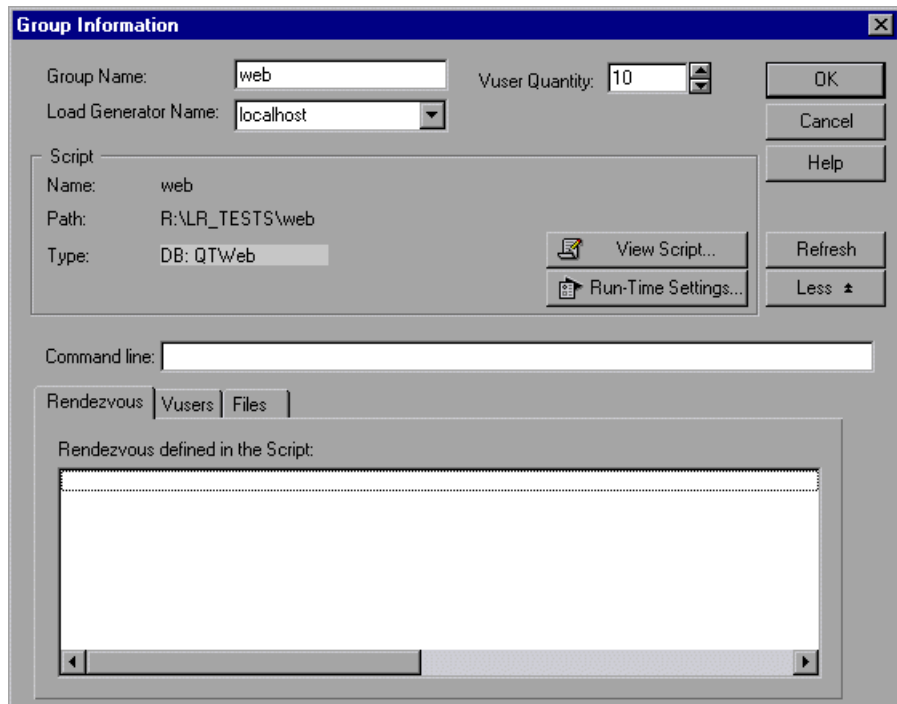 Group Information
Group Name: web
Vuser Quantity: 10
OK
Load Generator Name: localhost
Cancel
Help
Script
Name: web
Path: R:\LR_TESTS\web
Type: DB: QTWeb
View Script...
Refresh
Run-Time Settings...
Less
Command line:
Rendezvous Vusers Files
Rendezvous defined in the Script: